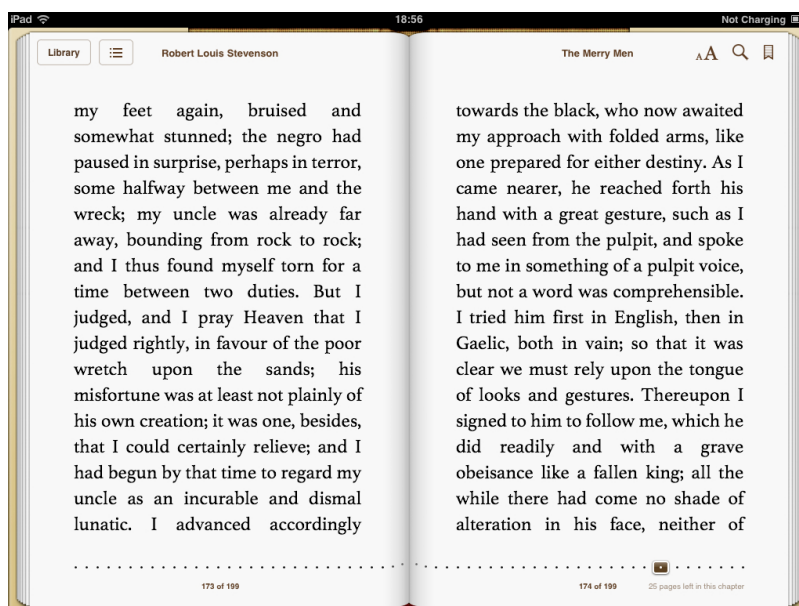 iPad 18:56 Not Charging
Library Robert Louis Stevenson The Merry Men AA
my feet again, bruised and
somewhat stunned; the negro had
paused in surprise, perhaps in terror,
some halfway between me and the
wreck; my uncle was already far
away, bounding from rock to rock;
and I thus found myself torn for a
time between two duties. But I
judged, and I pray Heaven that I
judged rightly, in favour of the poor
wretch upon the sands; his
misfortune was at least not plainly of
his own creation; it was one, besides,
that I could certainly relieve; and I
had begun by that time to regard my
uncle as an incurable and dismal
lunatic. I advanced accordingly
173 of 199
towards the black, who now awaited
my approach with folded arms, like
one prepared for either destiny. As I
came nearer, he reached forth his
hand with a great gesture, such as I
had seen from the pulpit, and spoke
to me in something of a pulpit voice,
but not a word was comprehensible.
I tried him first in English, then in
Gaelic, both in vain; so that it was
clear we must rely upon the tongue
of looks and gestures. Thereupon I
signed to him to follow me, which he
did readily and with a grave
obeisance like a fallen king; all the
while there had come no shade of
alteration in his face, neither of
174 of 199 25 pages left in this chapter